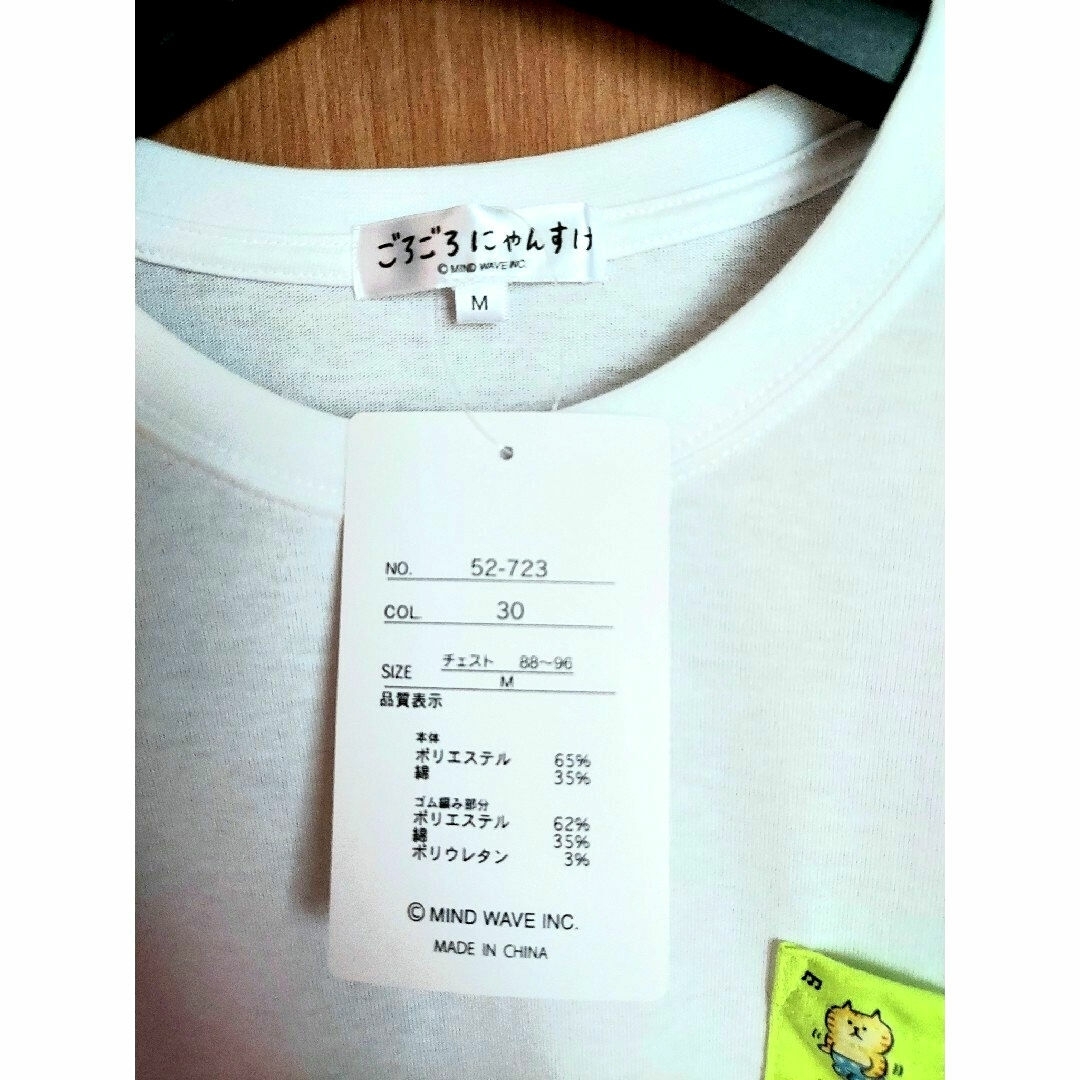 ごろごろにゃんすけ
© MIND WAVE INC.
M
NO. 52-723
COL. 30
SIZE チェスト 88~96
M
品質表示
本体
ポリエステル 65%
綿 35%
ゴム編み部分
ポリエステル 62%
綿 35%
ポリウレタン 3%
© MIND WAVE INC.
MADE IN CHINA